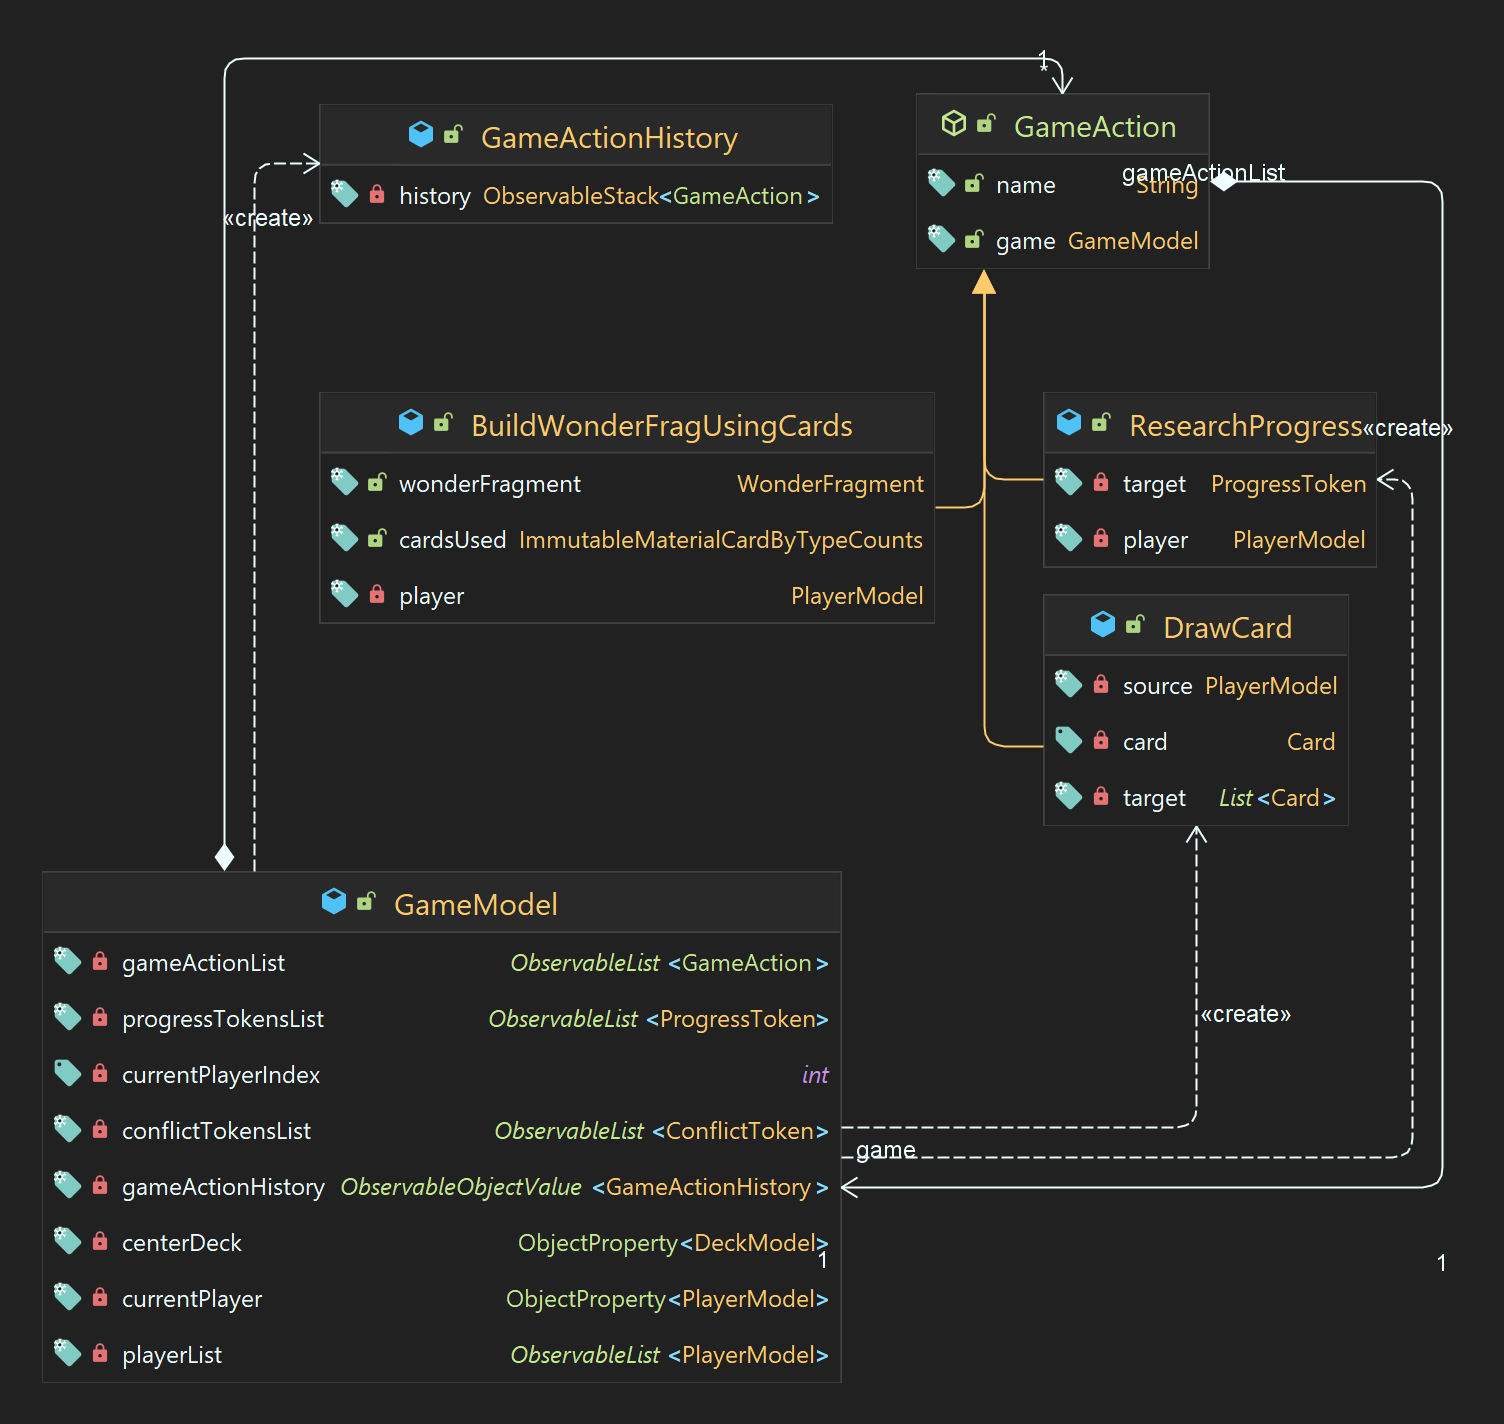 1
*
GameActionHistory
history ObservableStack<GameAction>
«create»
GameAction
gameActionList
name String
game GameModel
BuildWonderFragUsingCards
wonderFragment WonderFragment
cardsUsed ImmutableMaterialCardByTypeCounts
player PlayerModel
ResearchProgress
«create»
target ProgressToken
player PlayerModel
DrawCard
source PlayerModel
card Card
target List<Card>
GameModel
gameActionList ObservableList<GameAction>
progressTokensList ObservableList<ProgressToken>
currentPlayerIndex int
conflictTokensList ObservableList<ConflictToken>
gameActionHistory ObservableObjectValue<GameActionHistory>
centerDeck ObjectProperty<DeckModel>
currentPlayer ObjectProperty<PlayerModel>
playerList ObservableList<PlayerModel>
«create»
game
1
1